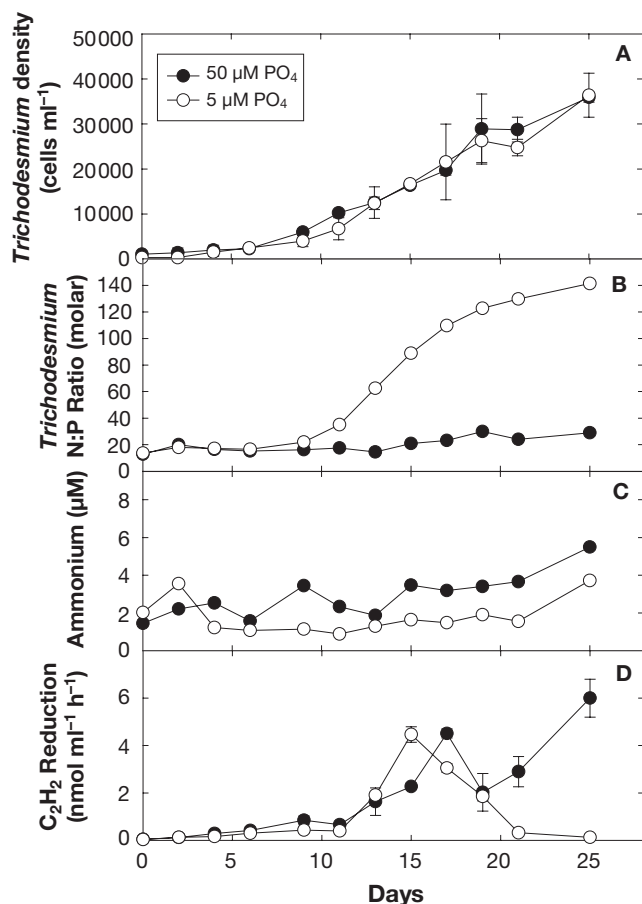 A
50 µM PO₄
5 µM PO₄
Trichodesmium density
(cells ml⁻¹)
50000
40000
30000
20000
10000
0
B
Trichodesmium
N:P Ratio (molar)
140
120
100
80
60
40
20
0
C
Ammonium (µM)
8
6
4
2
0
D
C₂H₂ Reduction
(nmol ml⁻¹ h⁻¹)
6
4
2
0
0 5 10 15 20 25
Days